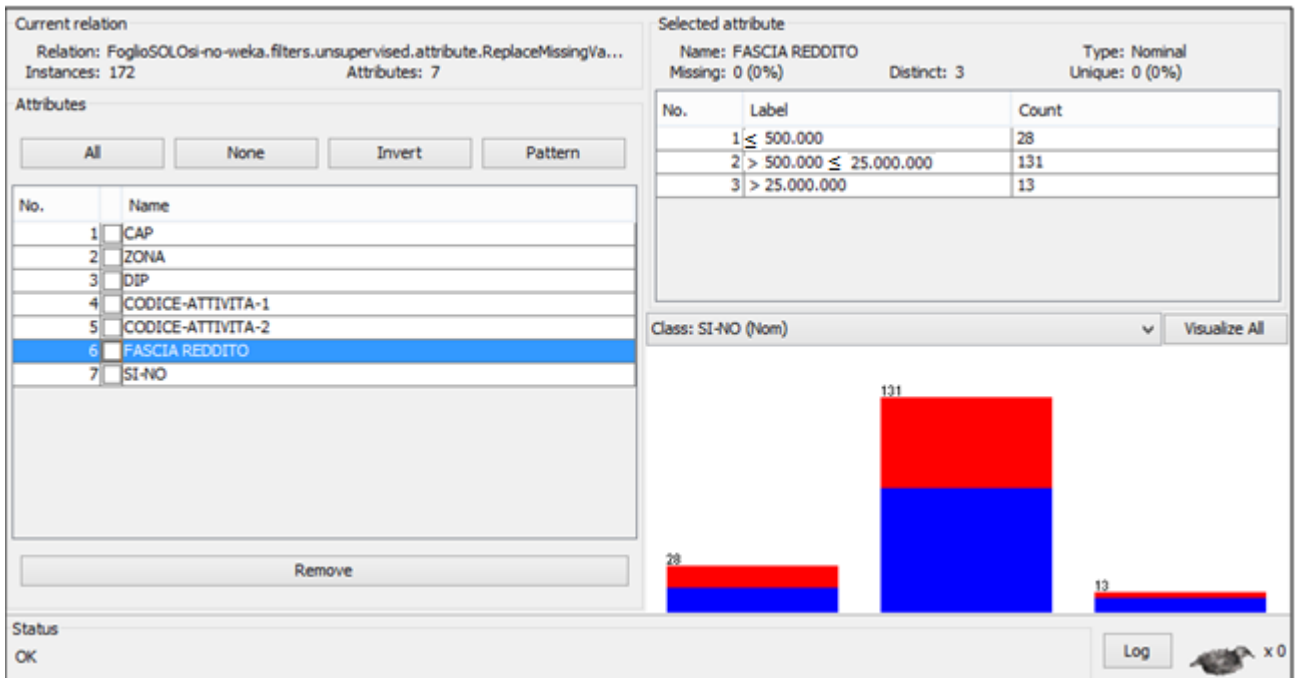 Current relation
Relation: FoglioSOLOsi-no-weka.filters.unsupervised.attribute.ReplaceMissingVa...
Instances: 172 Attributes: 7
Attributes
All None Invert Pattern
No. Name
1 CAP
2 ZONA
3 DIP
4 CODICE-ATTIVITA-1
5 CODICE-ATTIVITA-2
6 FASCIA REDDITO
7 SI-NO
Remove
Selected attribute
Name: FASCIA REDDITO Type: Nominal
Missing: 0 (0%) Distinct: 3 Unique: 0 (0%)
No. Label Count
1 ≤ 500.000 28
2 > 500.000 ≤ 25.000.000 131
3 > 25.000.000 13
Class: SI-NO (Nom) Visualize All
131
28
13
Status
OK
Log x 0